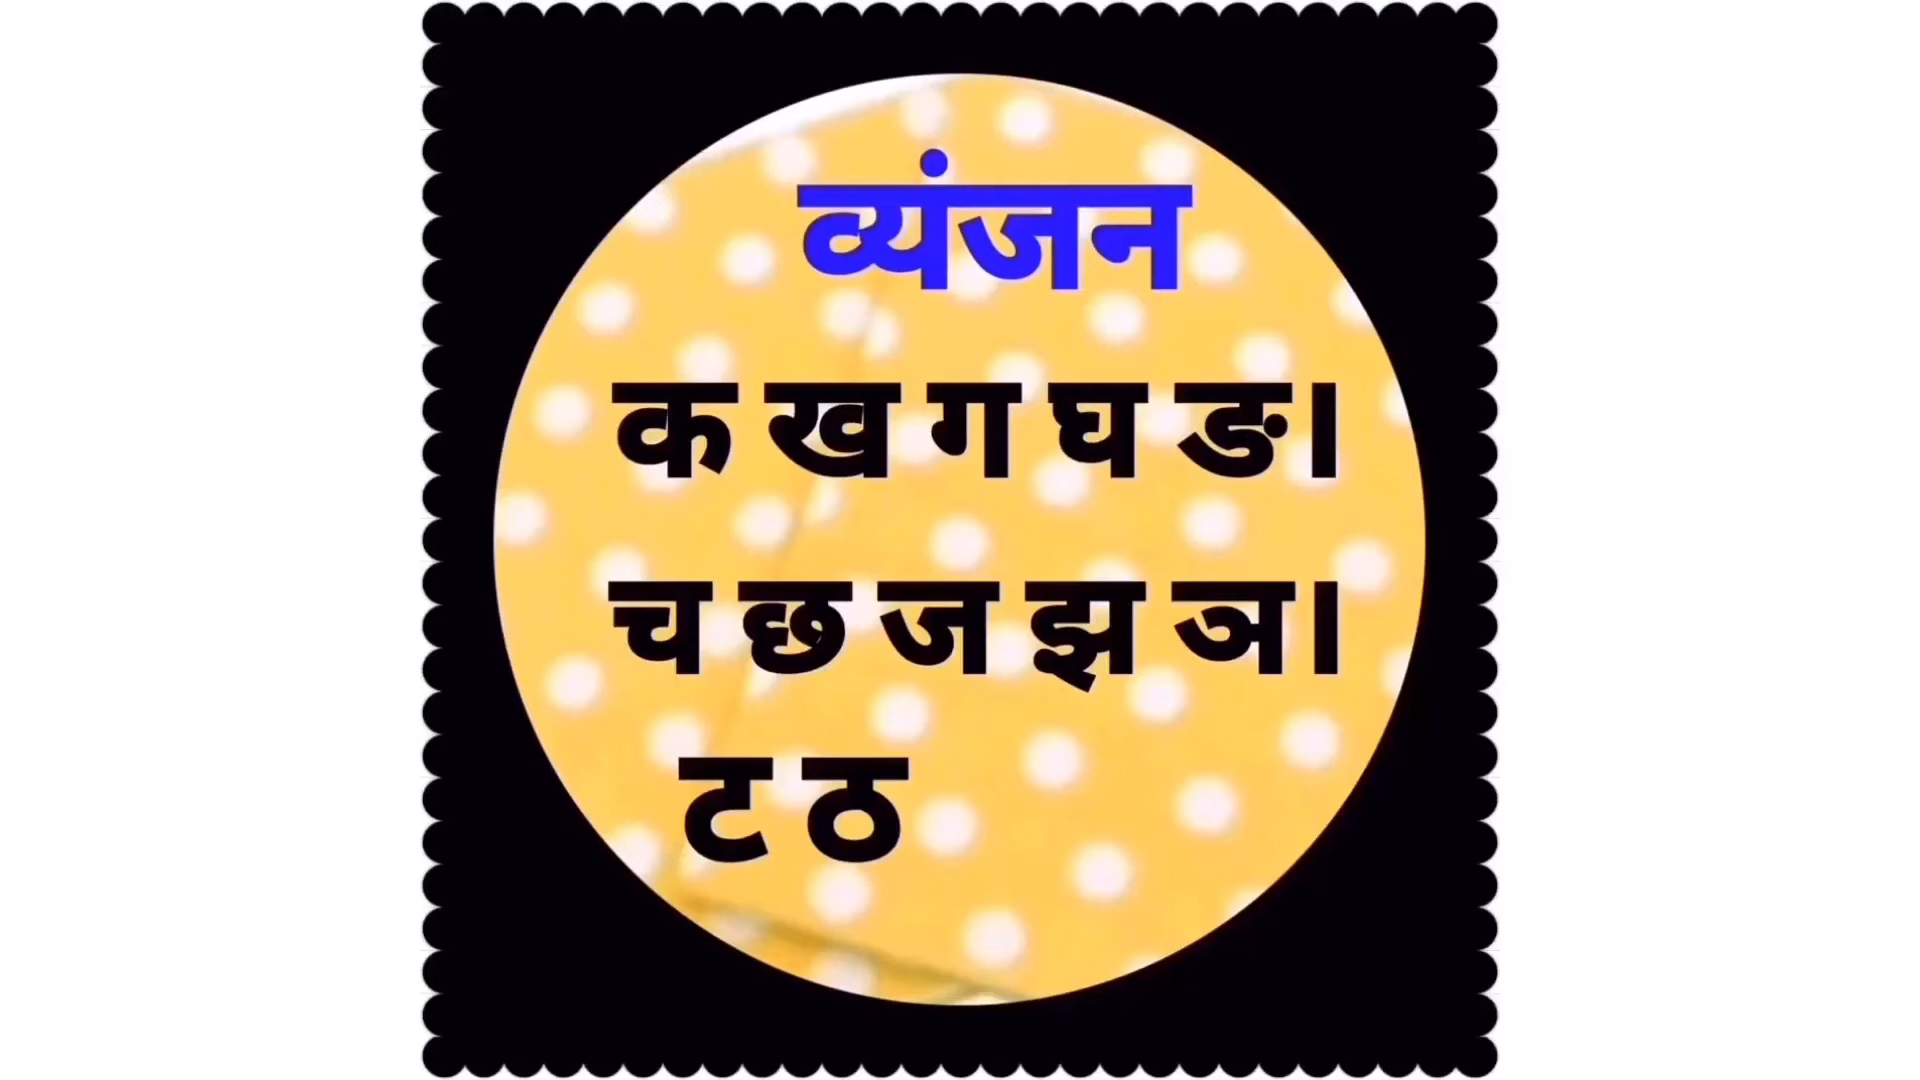 व्यंजन
क ख ग घ ङ।
च छ ज झ ञ।
ट ठ